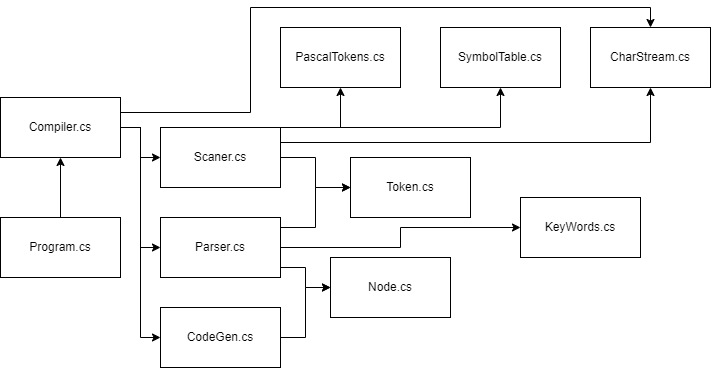 PascalTokens.cs
SymbolTable.cs
CharStream.cs
Compiler.cs
Scaner.cs
Token.cs
Program.cs
Parser.cs
KeyWords.cs
Node.cs
CodeGen.cs